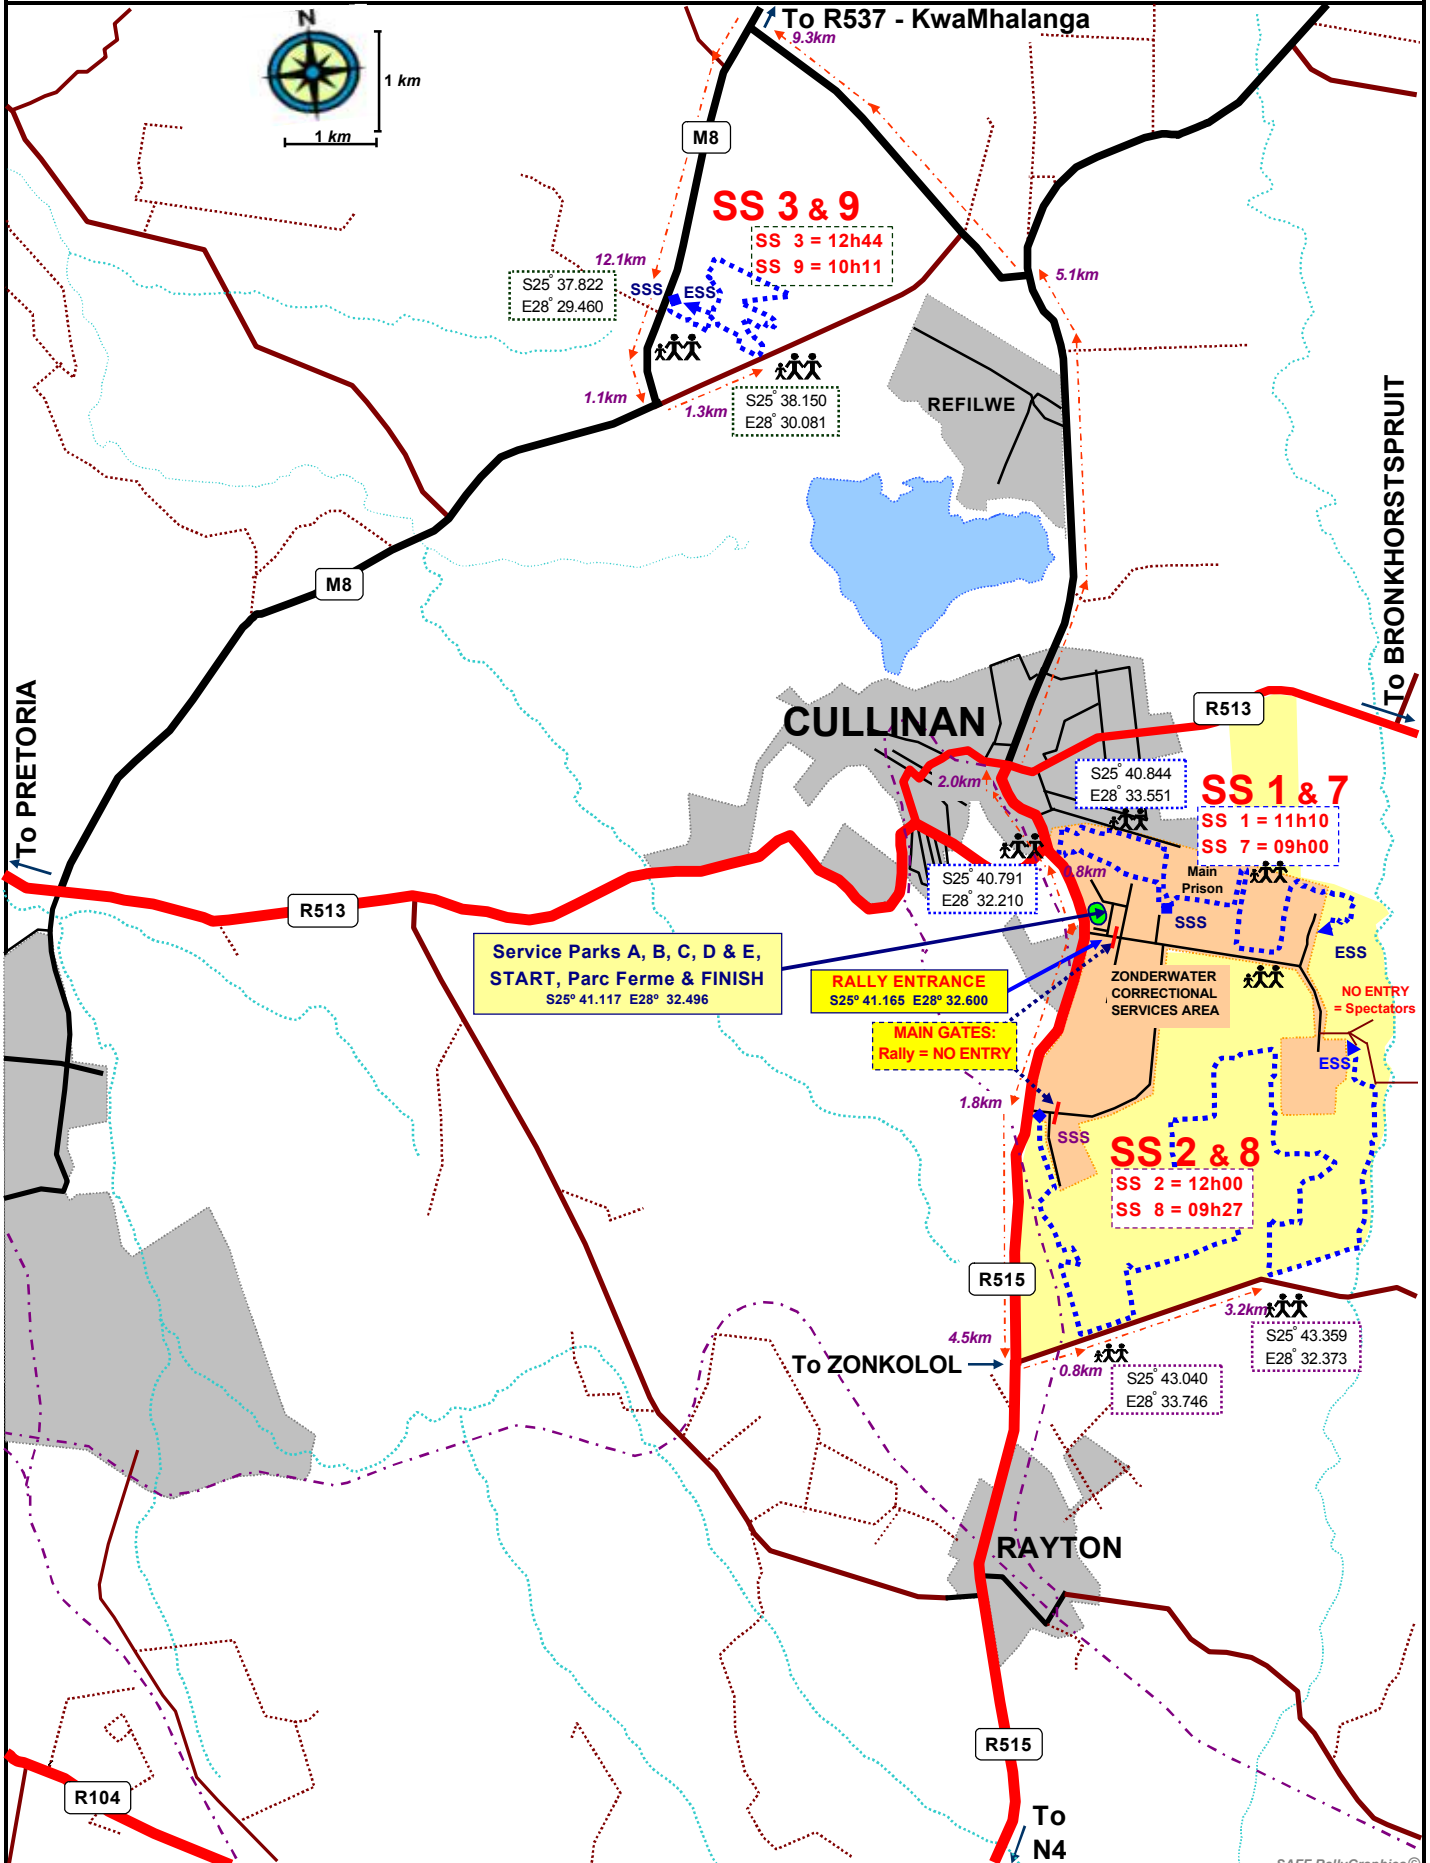 N
To R537 - KwaMhalanga
9.3km
1 km
1 km
M8
SS 3 & 9
SS 3 = 12h44
SS 9 = 10h11
12.1km
S25° 37.822
E28° 29.460
SSS
ESS
5.1km
1.1km
1.3km
S25° 38.150
E28° 30.081
REFILWE
To BRONKHORSTSPRUIT
M8
To PRETORIA
CULLINAN
R513
2.0km
S25° 40.844
E28° 33.551
SS 1 & 7
SS 1 = 11h10
SS 7 = 09h00
S25° 40.791
E28° 32.210
0.8km
Main
Prison
R513
SSS
ESS
Service Parks A, B, C, D & E,
START, Parc Ferme & FINISH
S25° 41.117 E28° 32.496
RALLY ENTRANCE
S25° 41.165 E28° 32.600
ZONDERWATER
CORRECTIONAL
SERVICES AREA
NO ENTRY
= Spectators
MAIN GATES:
Rally = NO ENTRY
ESS
1.8km
SSS
SS 2 & 8
SS 2 = 12h00
SS 8 = 09h27
R515
3.2km
4.5km
S25° 43.359
E28° 32.373
To ZONKOLOL
0.8km
S25° 43.040
E28° 33.746
RAYTON
R515
R104
To
N4
SAFE RallyGraphics©